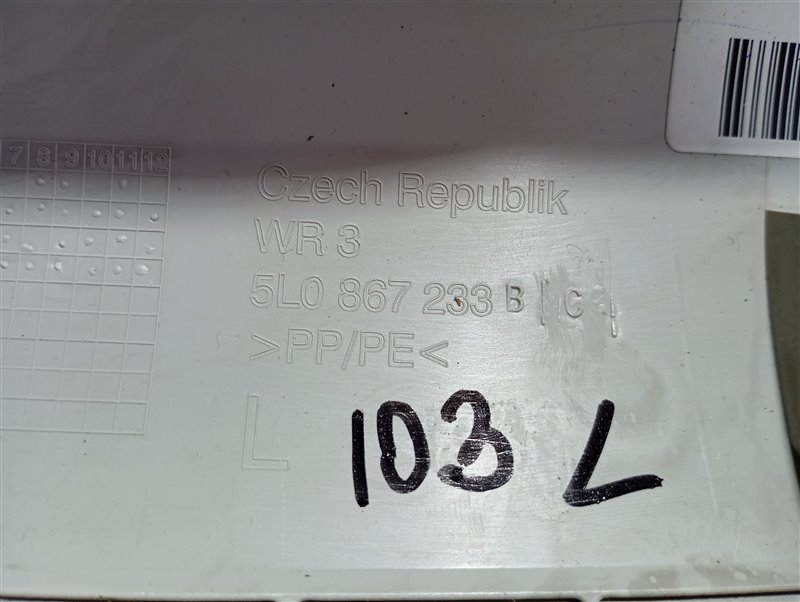 7 8 9 10 11 12
Czech Republik
WR 3
5L0 867 233 B C
>PP/PE<
L
103 L